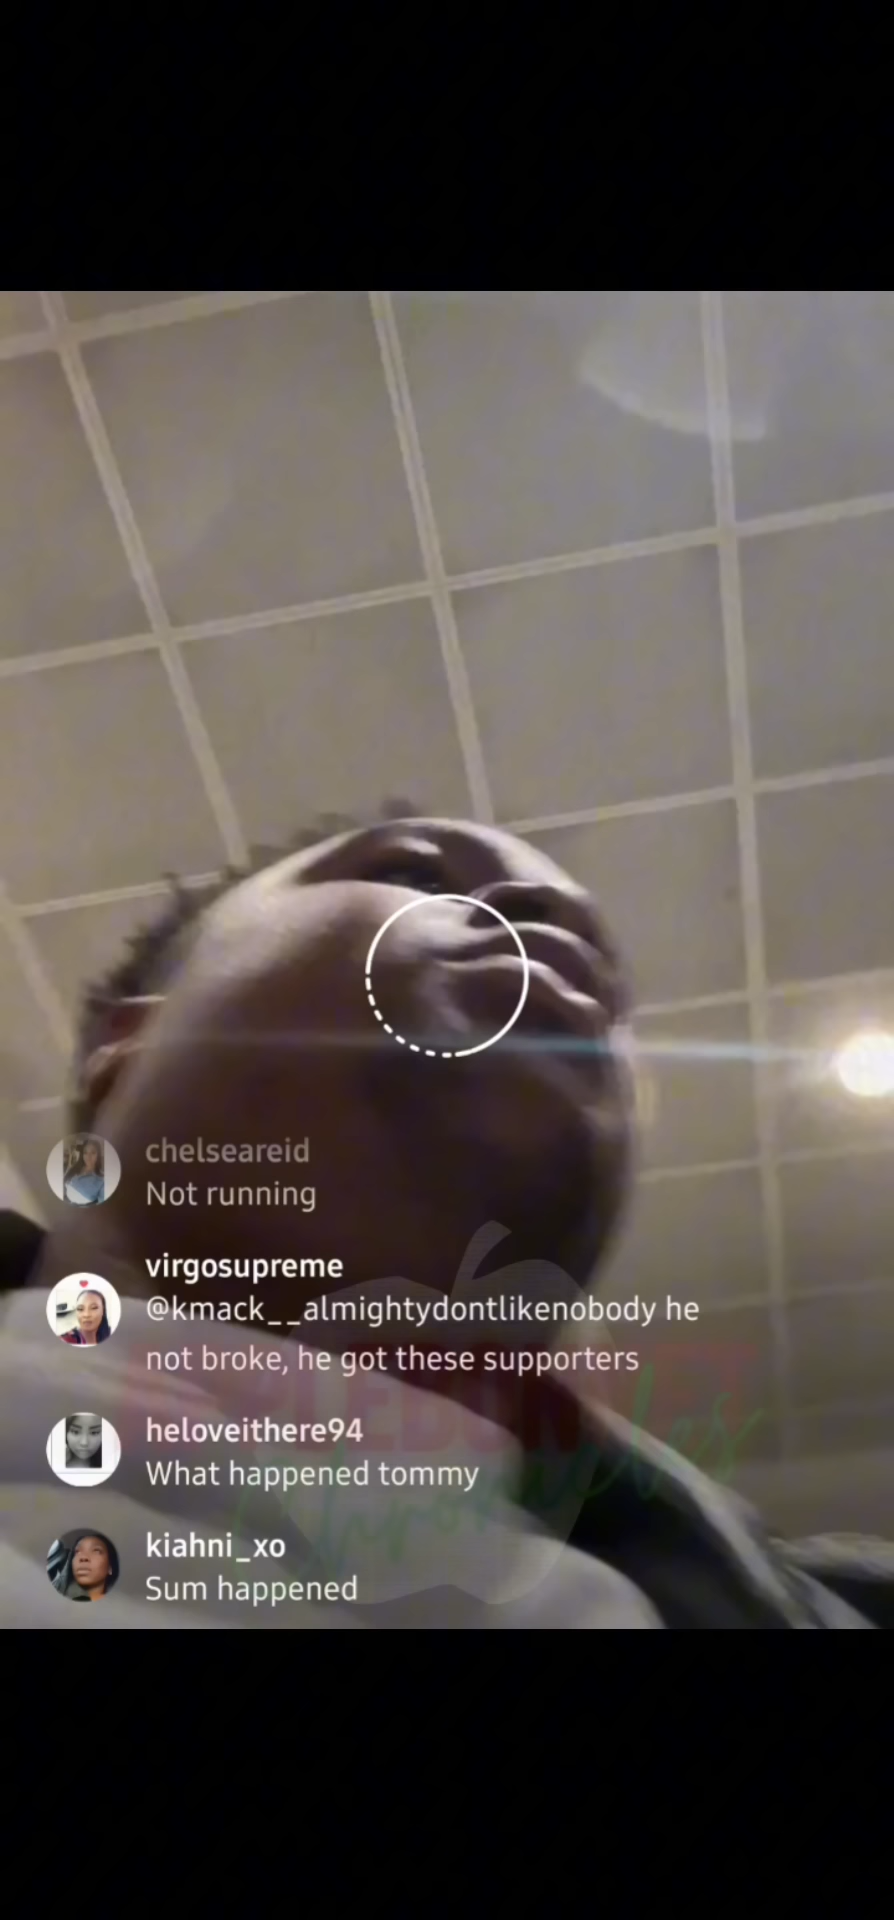 chelseareid
Not running
virgosupreme
@kmack__almightydontlikenobody he
not broke, he got these supporters
heloveithere94
What happened tommy
kiahni_xo
Sum happened
Chronicles